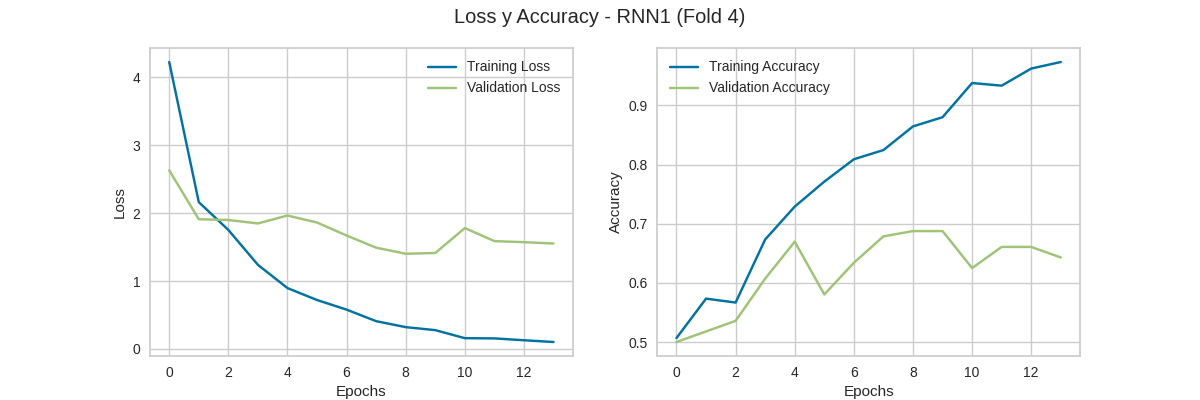 Loss y Accuracy - RNN1 (Fold 4)
Training Loss
Validation Loss
4
3
2
1
0
Loss
0 2 4 6 8 10 12
Epochs
Training Accuracy
Validation Accuracy
0.9
0.8
0.7
0.6
0.5
Accuracy
0 2 4 6 8 10 12
Epochs